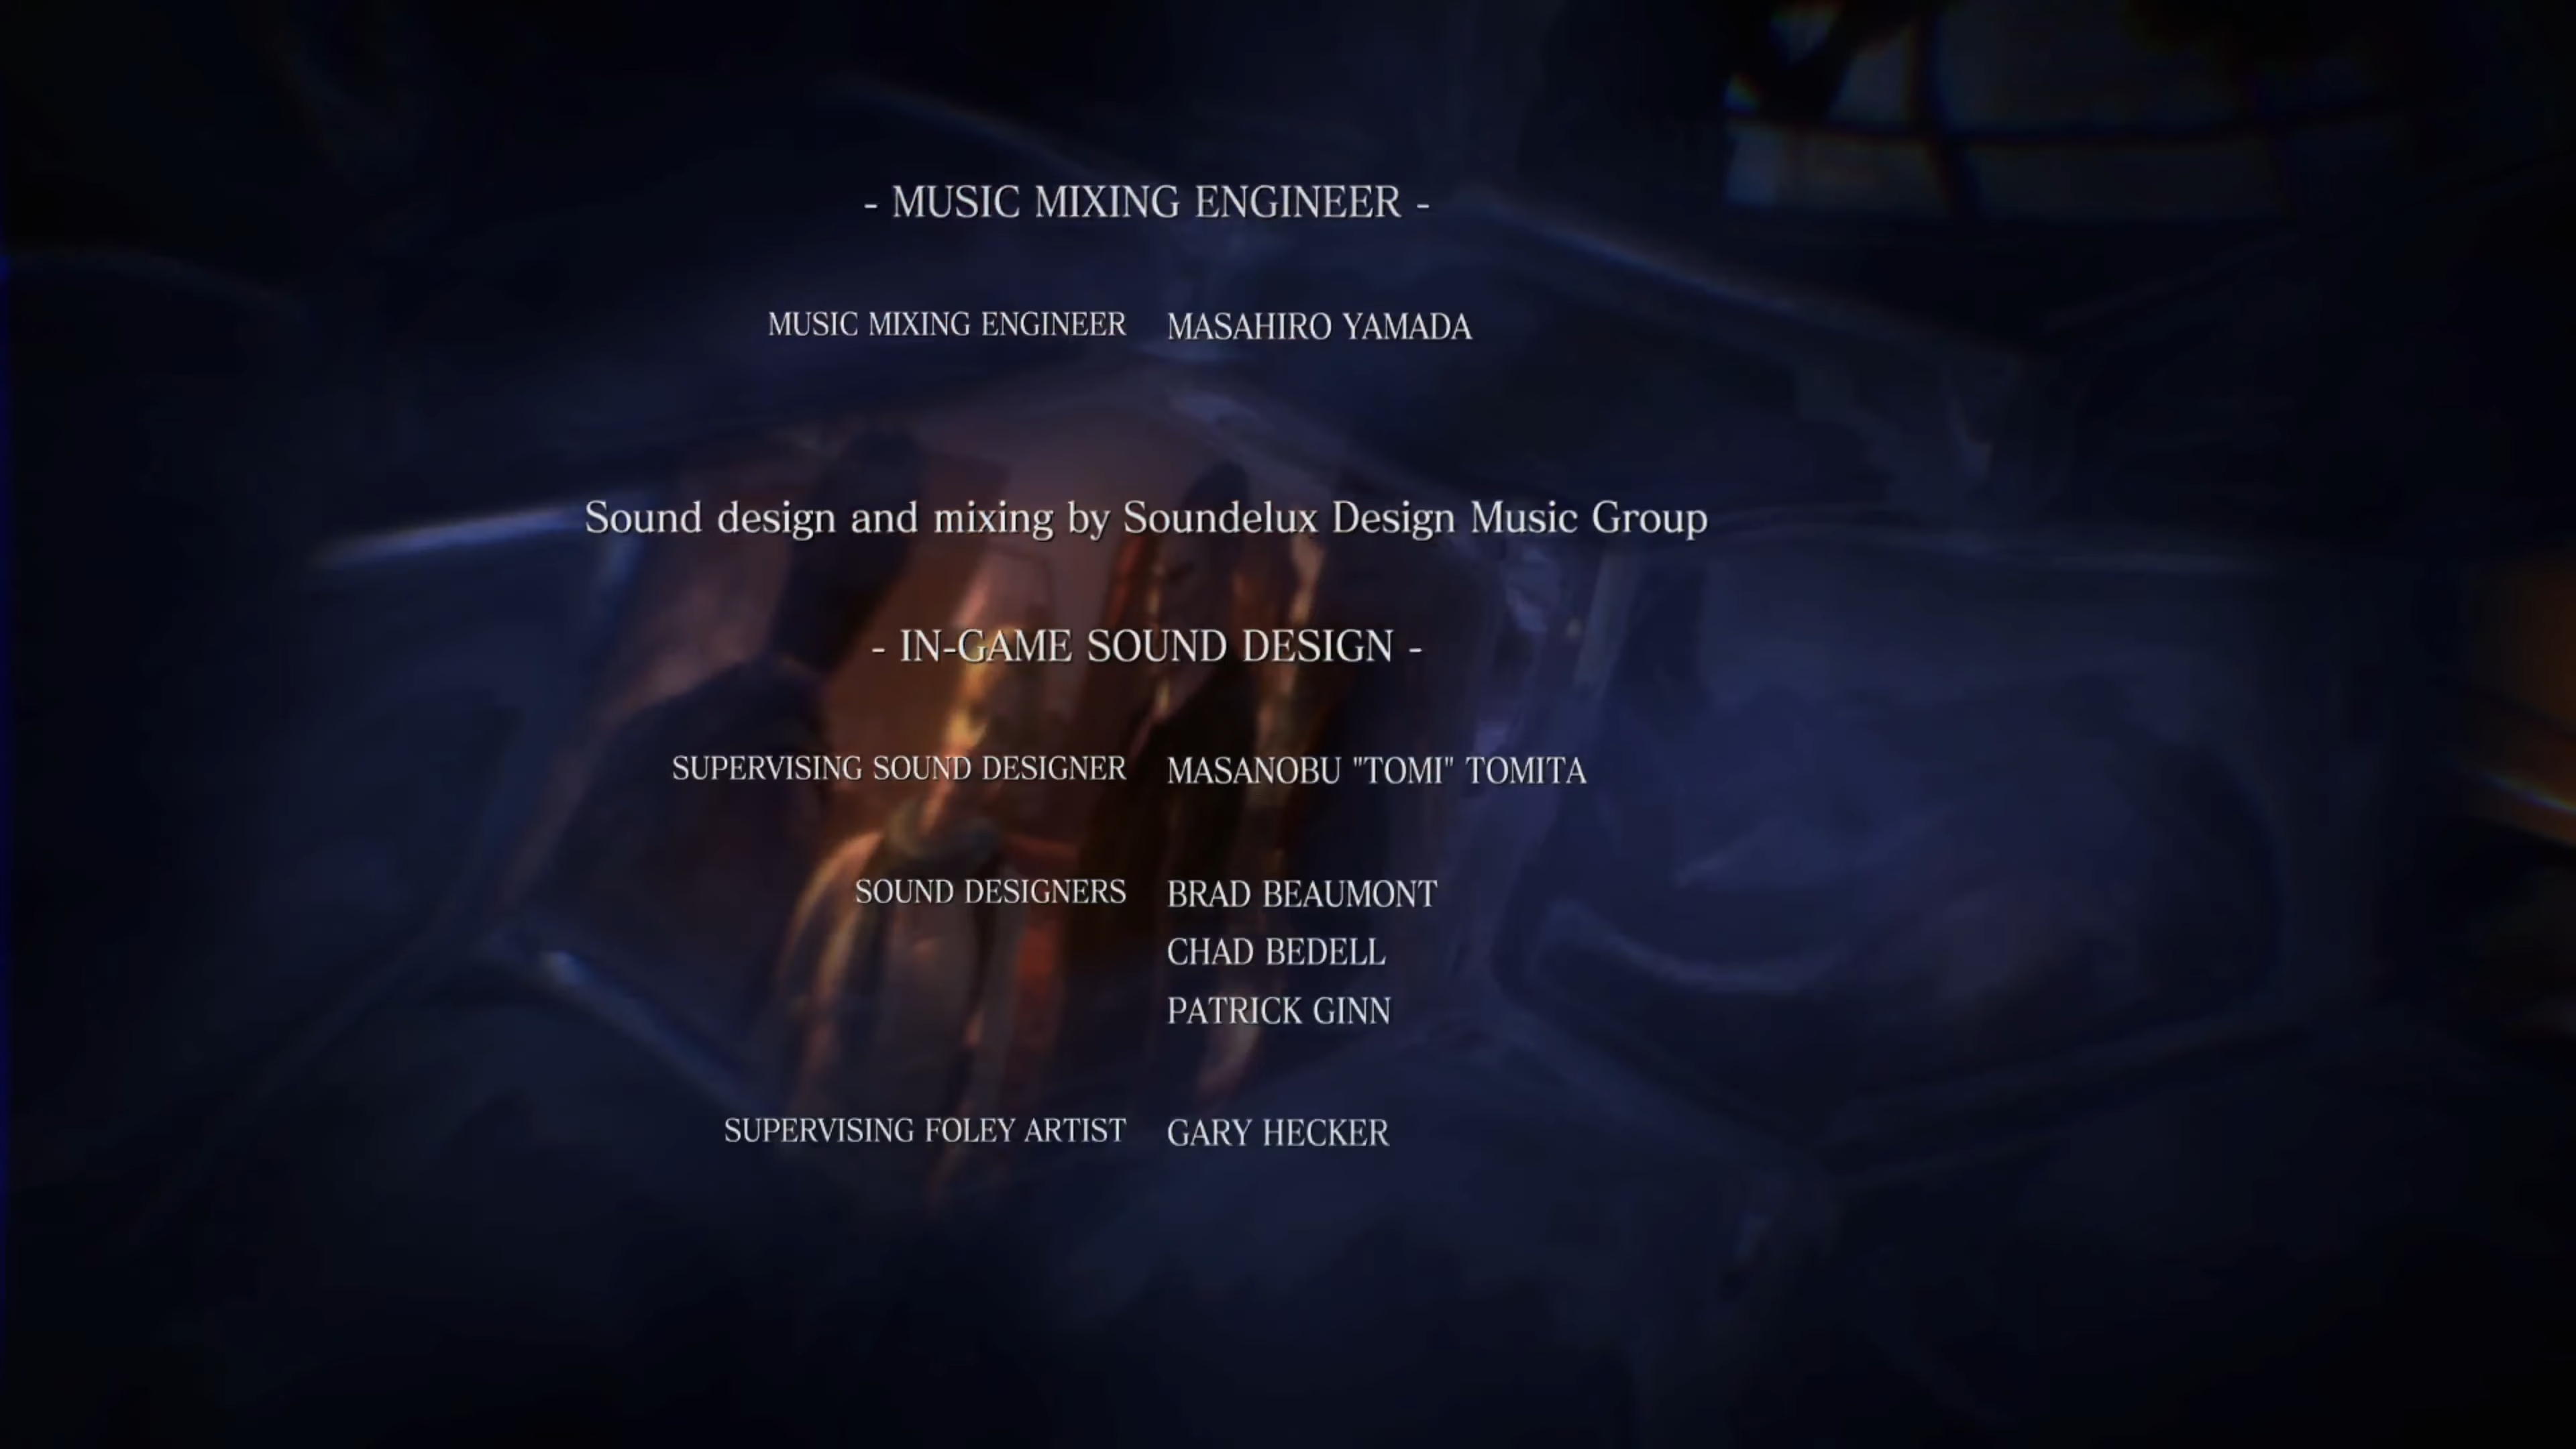 - MUSIC MIXING ENGINEER -
MUSIC MIXING ENGINEER MASAHIRO YAMADA
Sound design and mixing by Soundelux Design Music Group
- IN-GAME SOUND DESIGN -
SUPERVISING SOUND DESIGNER MASANOBU "TOMI" TOMITA
SOUND DESIGNERS BRAD BEAUMONT
CHAD BEDELL
PATRICK GINN
SUPERVISING FOLEY ARTIST GARY HECKER